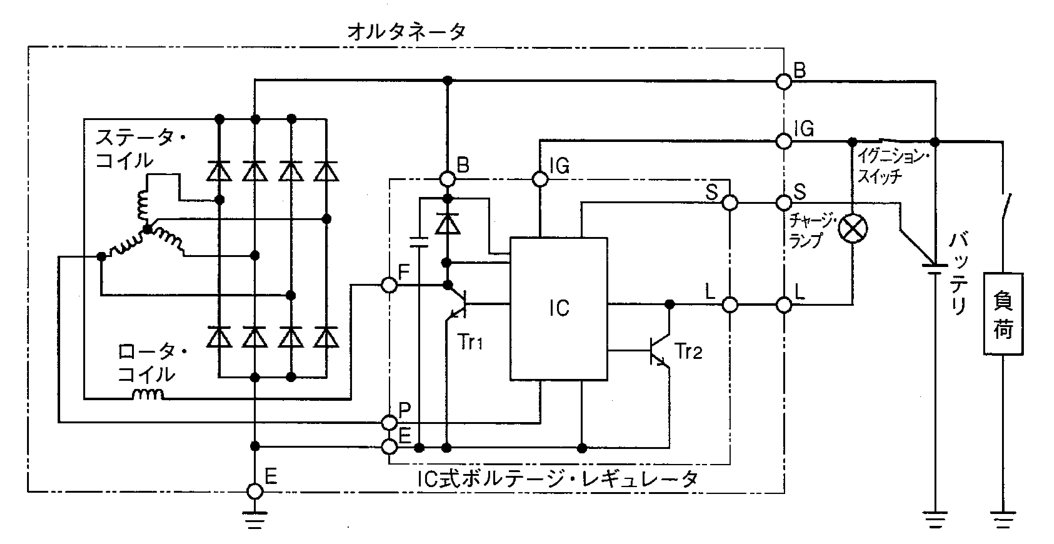 オルタネータ
B
IG
ステータ・
コイル
B
IG
イグニション・
スイッチ
S
S
チャージ・
ランプ
F
バッテリ
IC
L
L
負荷
Tr1
Tr2
ロータ・
コイル
P
E
E
IC式ボルテージ・レギュレータ